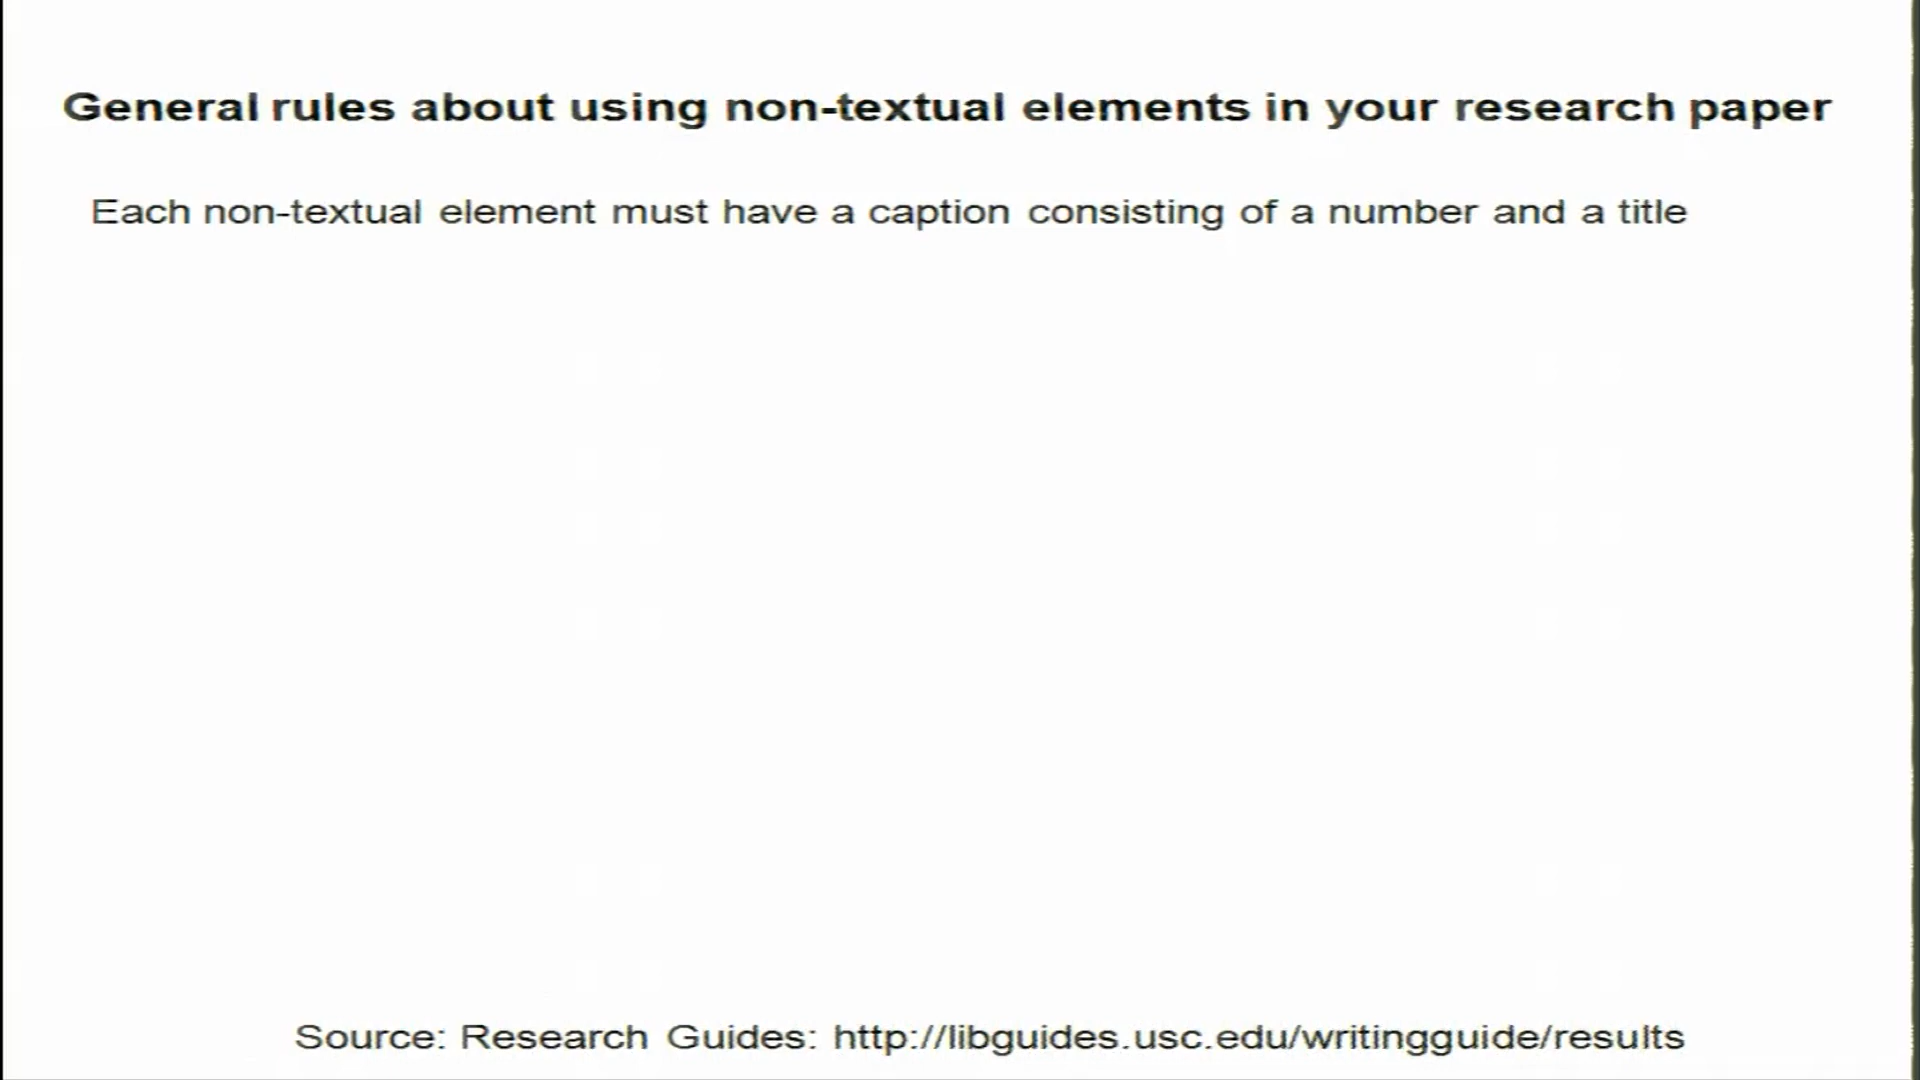 General rules about using non-textual elements in your research paper
Each non-textual element must have a caption consisting of a number and a title
Source: Research Guides: http://libguides.usc.edu/writingguide/results